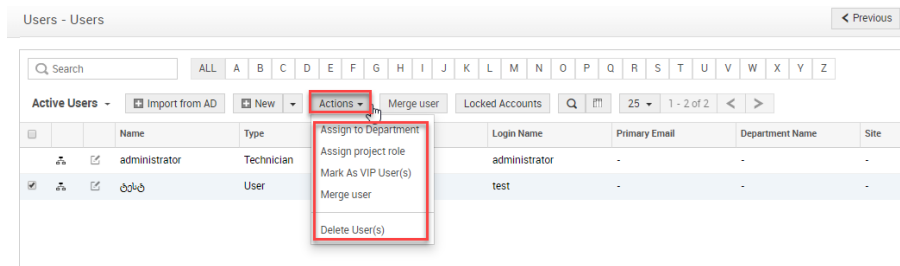 Users - Users
Previous
Search
ALL A B C D E F G H I J K L M N O P Q R S T U V W X Y Z
Active Users Import from AD New Actions Merge user Locked Accounts 25 1 - 2 of 2
Name Type Login Name Primary Email Department Name Site
administrator Technician administrator - - -
ტესტ User test - - -
Assign to Department
Assign project role
Mark As VIP User(s)
Merge user
Delete User(s)